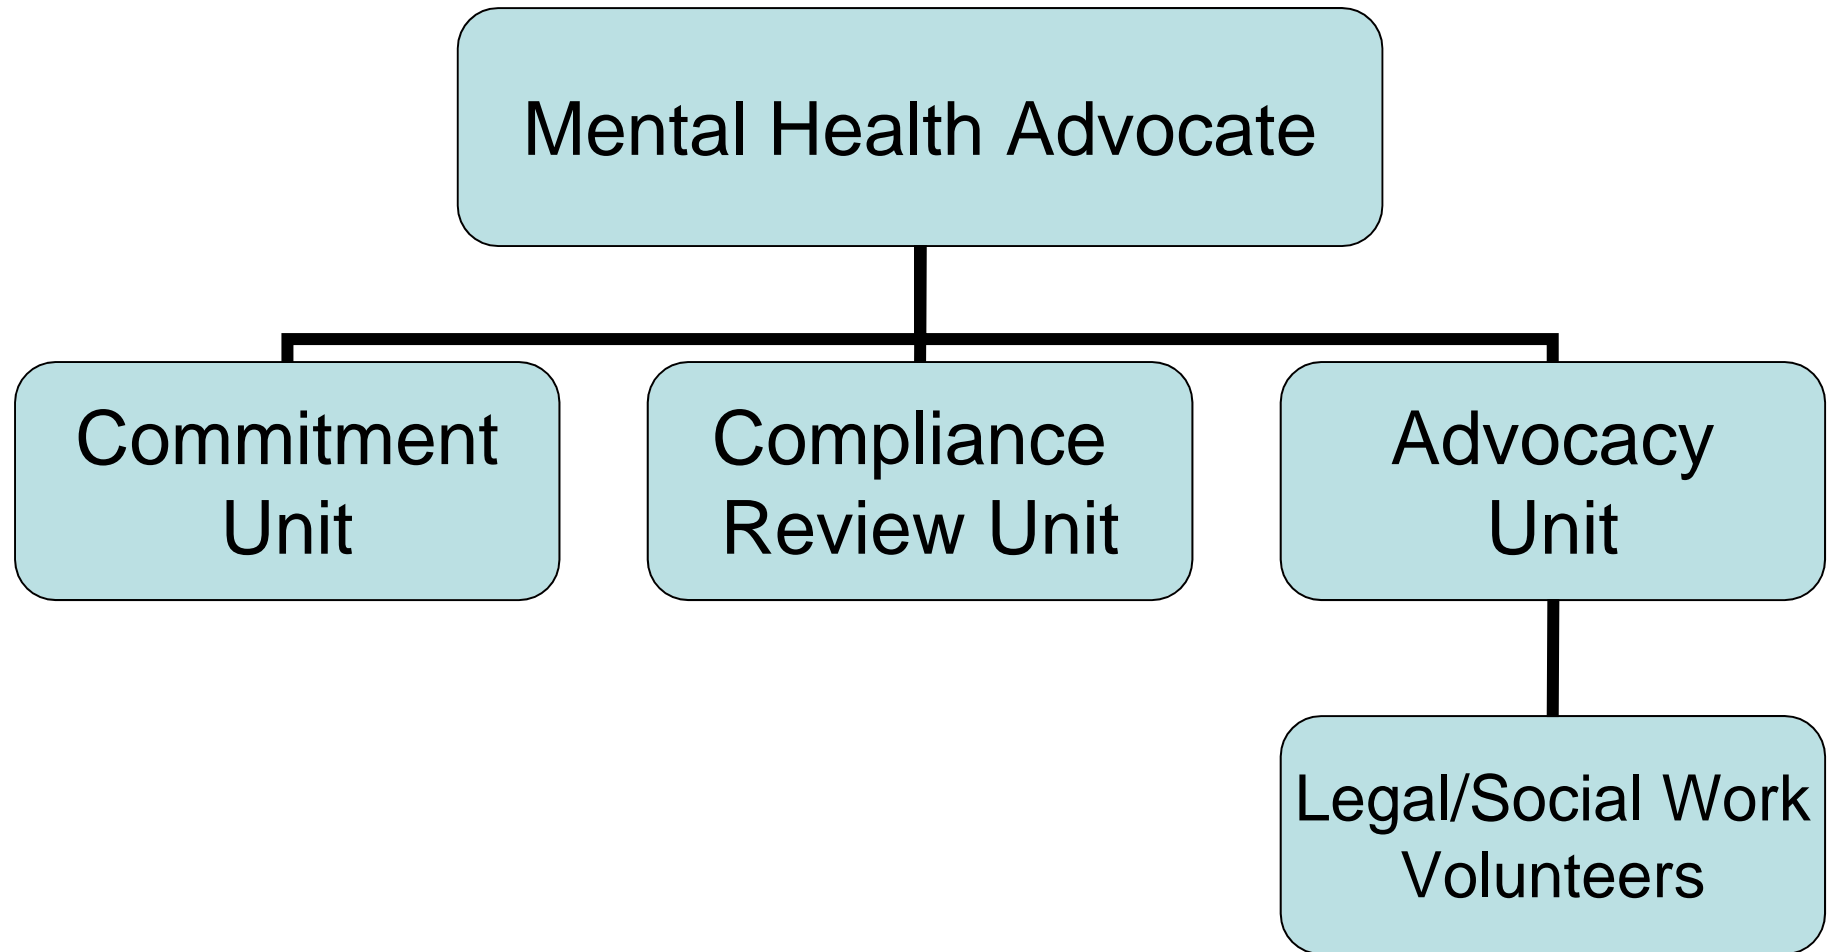 Mental Health Advocate
Commitment
Unit
Compliance
Review Unit
Advocacy
Unit
Legal/Social Work
Volunteers